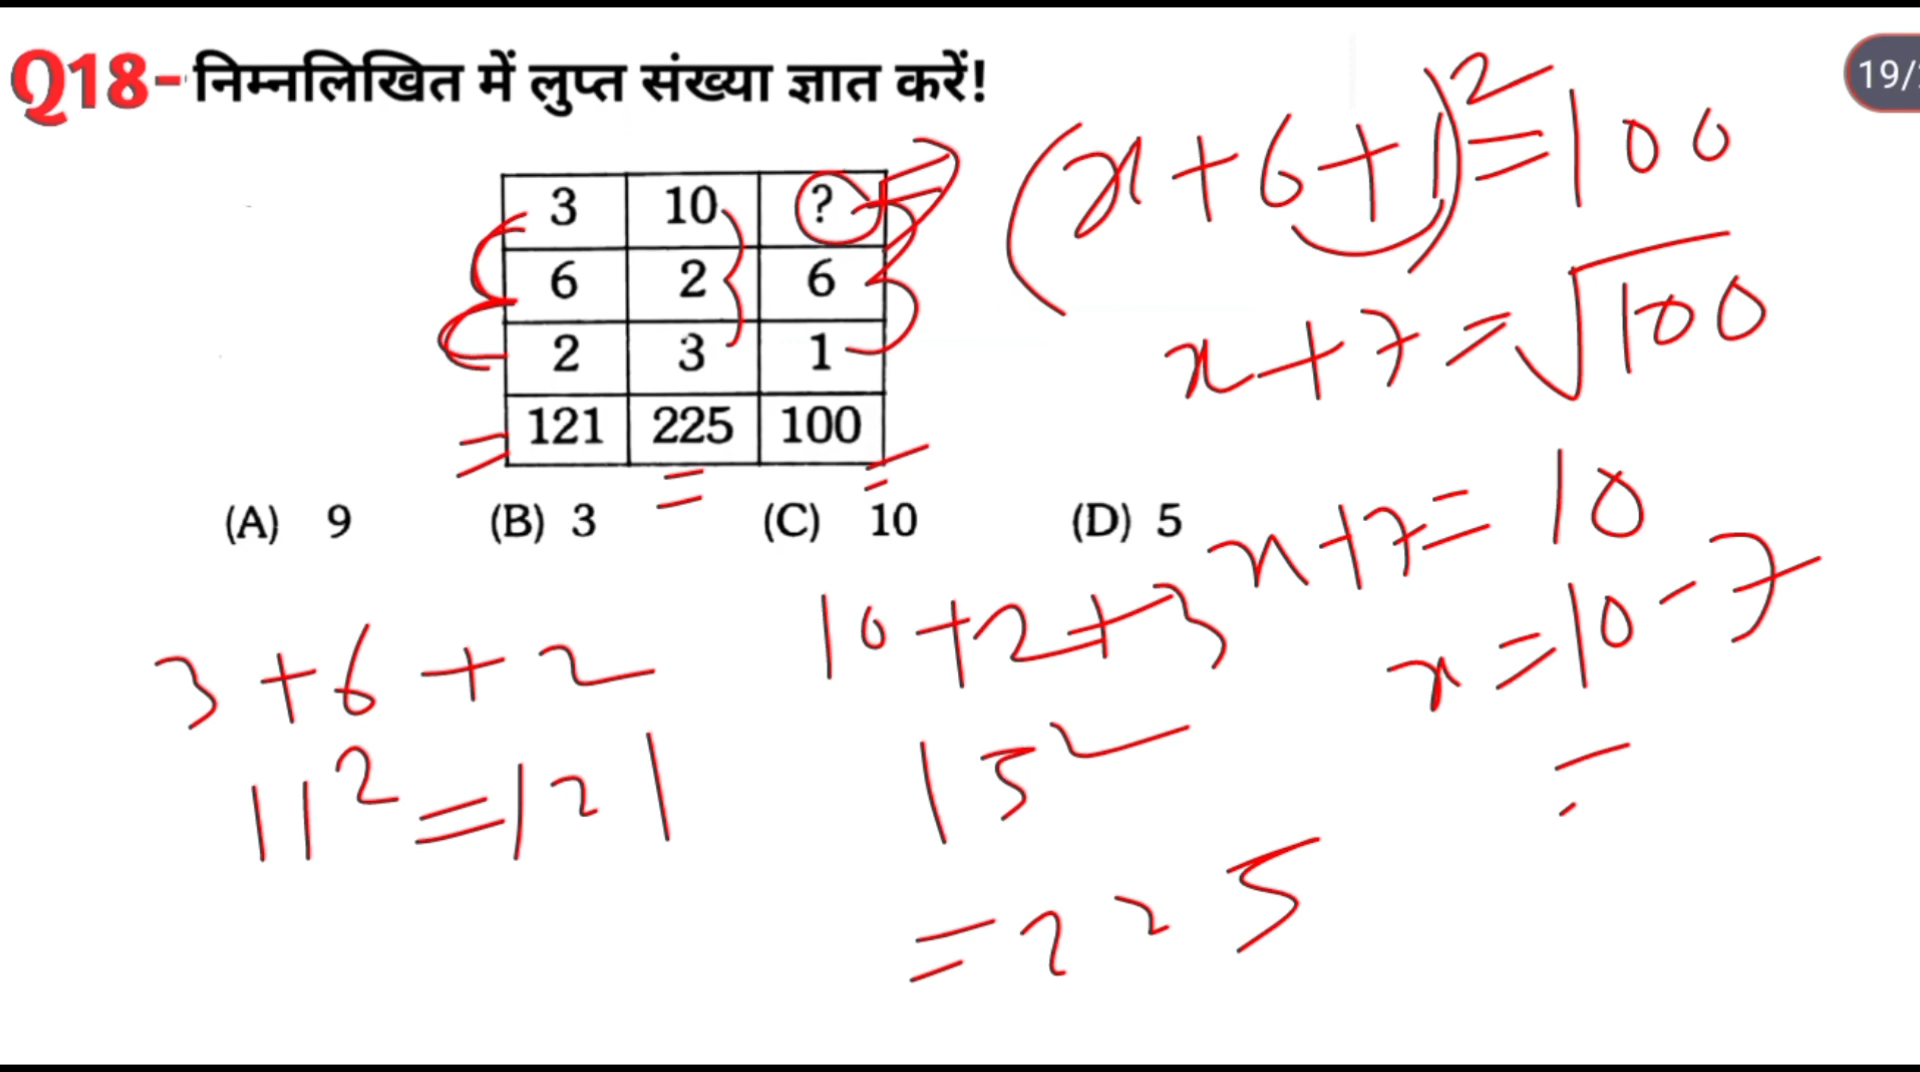 Q18- निम्नलिखित में लुप्त संख्या ज्ञात करें!
19/
3 10 ?
6 2 6
2 3 1
121 225 100
(A) 9 (B) 3 (C) 10 (D) 5
(x+6+1)²=100
x+7=√100
x+7=10
x=10-7
=
3+6+2
11²=121
10+2+3
15²
=225